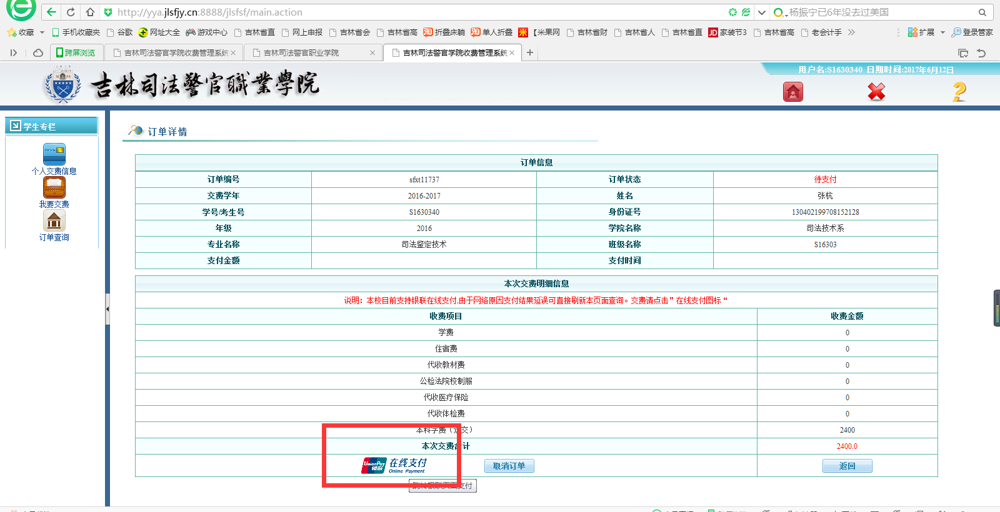 http://yya.jlsfjy.cn:8888/jlsfsf/main.action
杨振宁已6年没去过美国
收藏 手机收藏夹 谷歌 网址大全 游戏中心 吉林省直 网上申报 吉林省会 吉林省高 折叠床躺 单人折叠 【米果网 吉林省财 吉林省人 吉林省直 家装节3 吉林省高 老会计手 扩展 登录管家
跨屏浏览 吉林司法警官学院收费管理系统 吉林司法警官职业学院 吉林司法警官学院收费管理系统
吉林司法警官職業學院
用户名:S1630340 日期时间:2017年6月12日
学生专栏
个人交费信息
我要交费
订单查询
订单详情
订单信息
订单编号 sfxt11737 订单状态 待支付
交费学年 2016-2017 姓名 张杭
学号/考生号 S1630340 身份证号 130402199708152128
年级 2016 学院名称 司法技术系
专业名称 司法鉴定技术 班级名称 S16303
支付金额 支付时间
本次交费明细信息
说明：本校目前支持银联在线支付,由于网络原因支付结果延误可直接刷新本页面查询。交费请点击”在线支付图标“
收费项目 收费金额
学费 0
住宿费 0
代收教材费 0
公检法院校制服 0
代收医疗保险 0
代收体检费 0
本科学费（ 交） 2400
本次交费合计 2400.0
UnionPay 银联 在线支付 Online Payment 取消订单 返回
支付